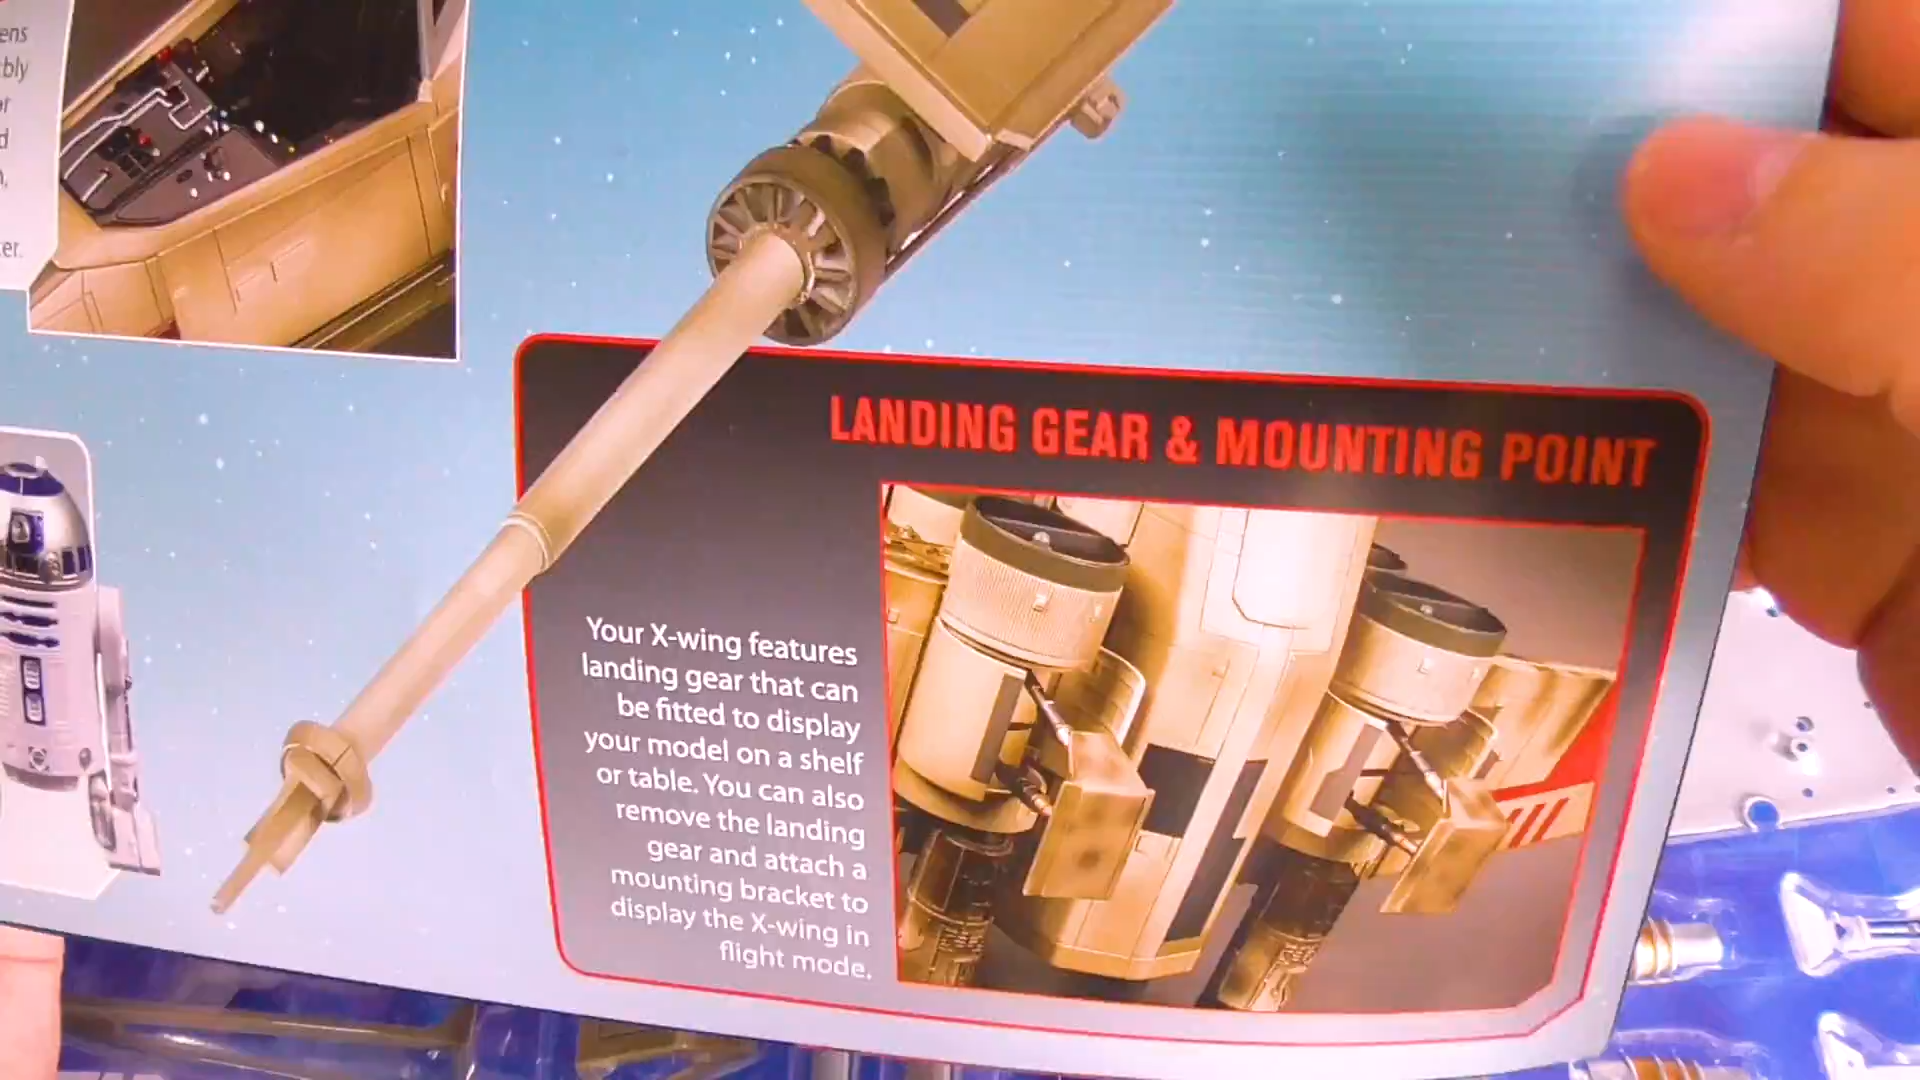 LANDING GEAR & MOUNTING POINT
Your X-wing features
landing gear that can
be fitted to display
your model on a shelf
or table. You can also
remove the landing
gear and attach a
mounting bracket to
display the X-wing in
flight mode.